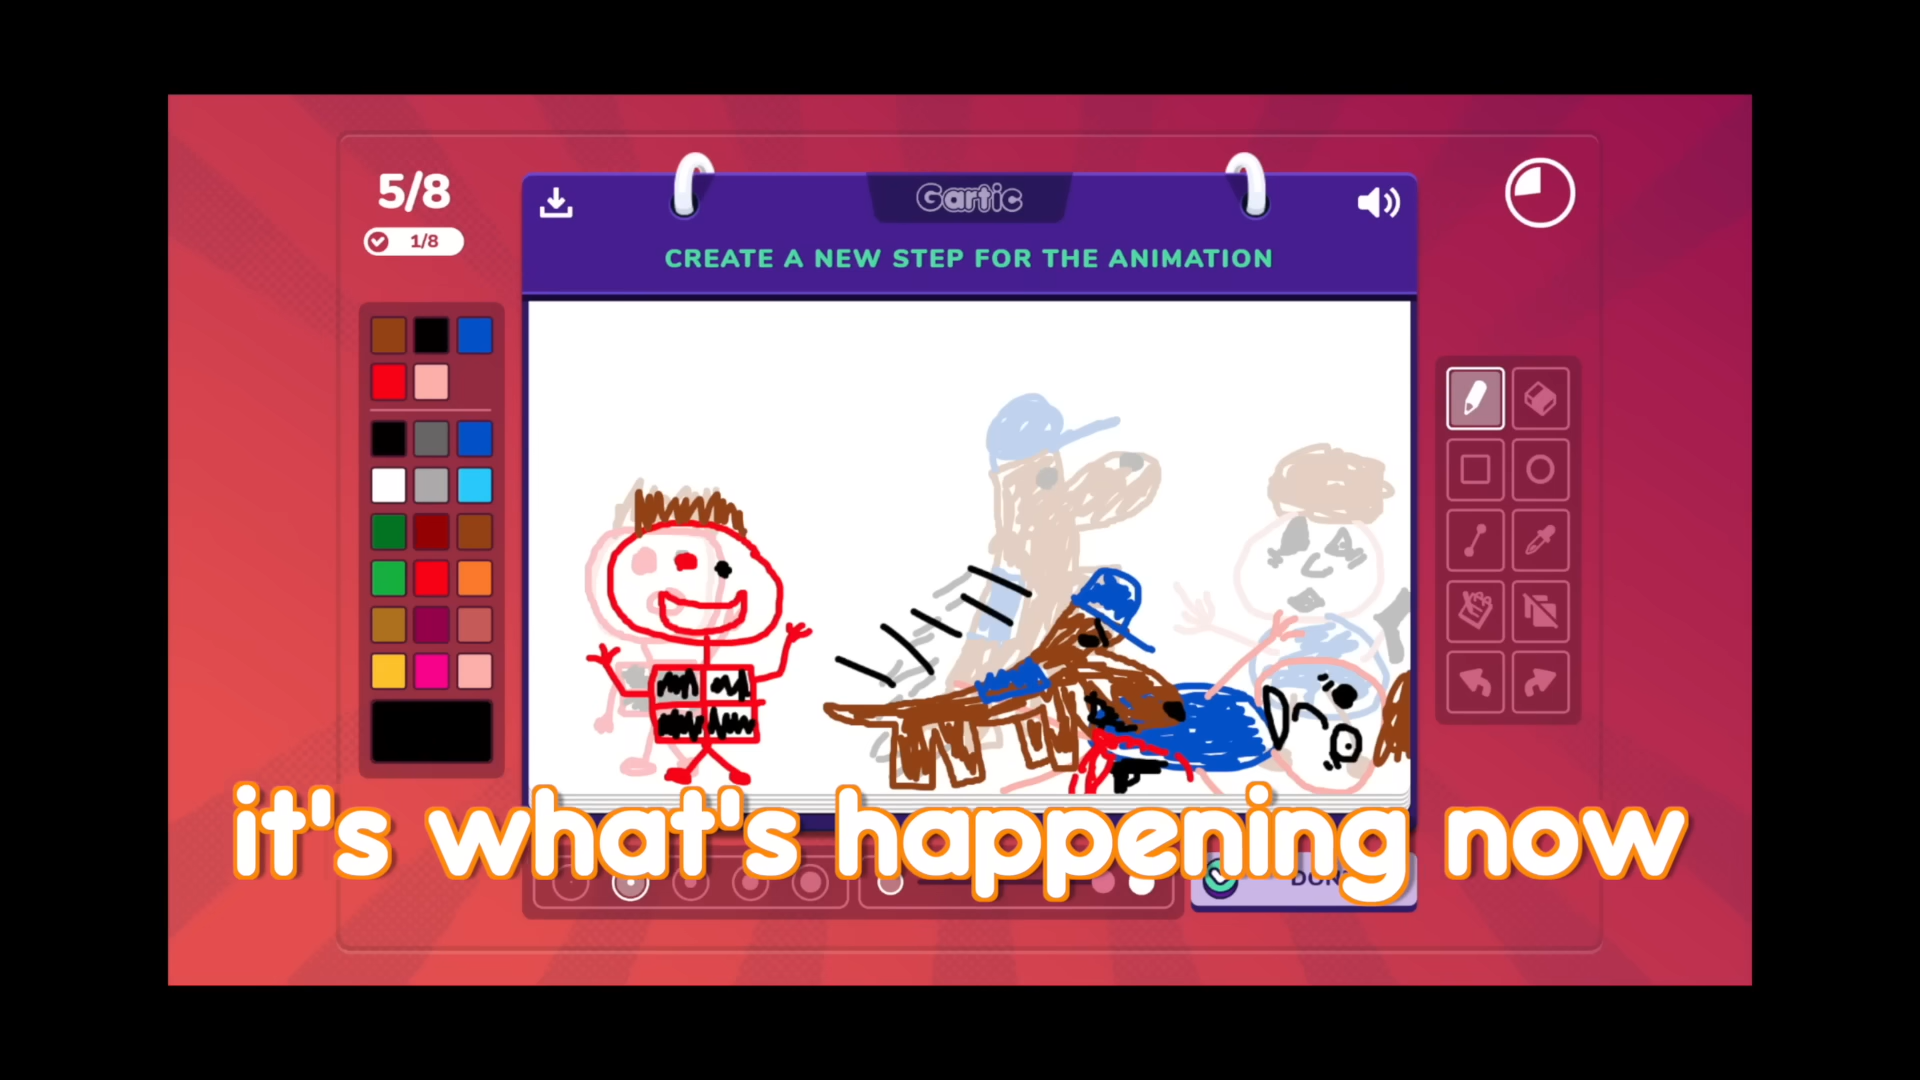 5/8
1/8
Gartic
CREATE A NEW STEP FOR THE ANIMATION
it's what's happening now